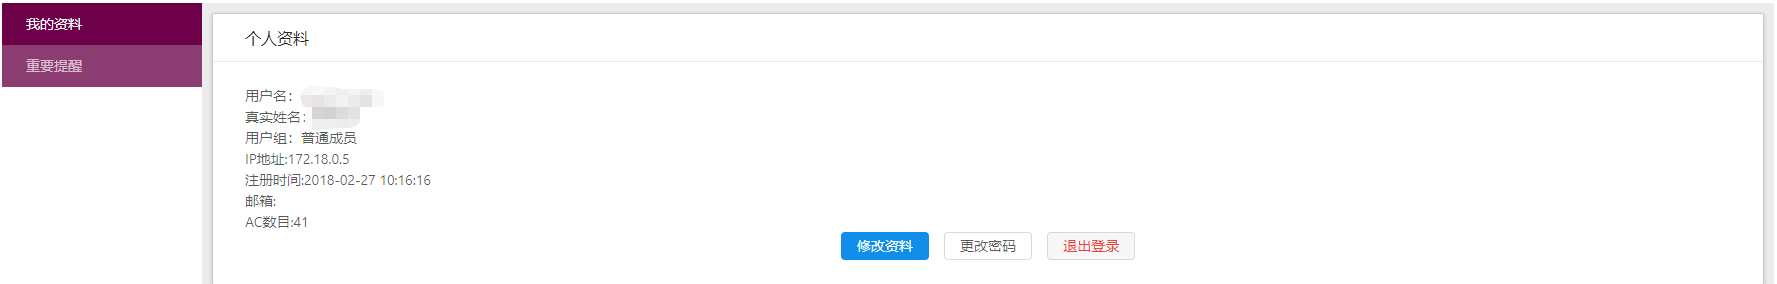 我的资料
重要提醒
个人资料
用户名：
真实姓名：
用户组：普通成员
IP地址:172.18.0.5
注册时间:2018-02-27 10:16:16
邮箱:
AC数目:41
修改资料 更改密码 退出登录